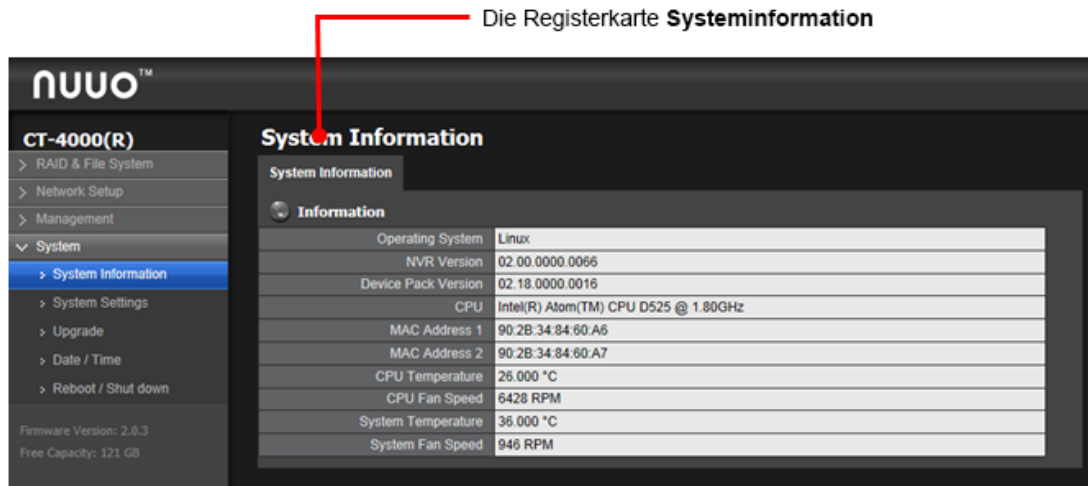 Die Registerkarte Systeminformation
nuuo™
CT-4000(R)
> RAID & File System
> Network Setup
> Management
System
> System Information
> System Settings
> Upgrade
> Date / Time
> Reboot / Shut down
Firmware Version: 2.0.3
Free Capacity: 121 GB
System Information
System Information
Information
Operating System Linux
NVR Version 02.00.0000.0066
Device Pack Version 02.18.0000.0016
CPU Intel(R) Atom(TM) CPU D525 @ 1.80GHz
MAC Address 1 90:2B:34:84:60:A6
MAC Address 2 90:2B:34:84:60:A7
CPU Temperature 26.000 °C
CPU Fan Speed 6428 RPM
System Temperature 36.000 °C
System Fan Speed 946 RPM